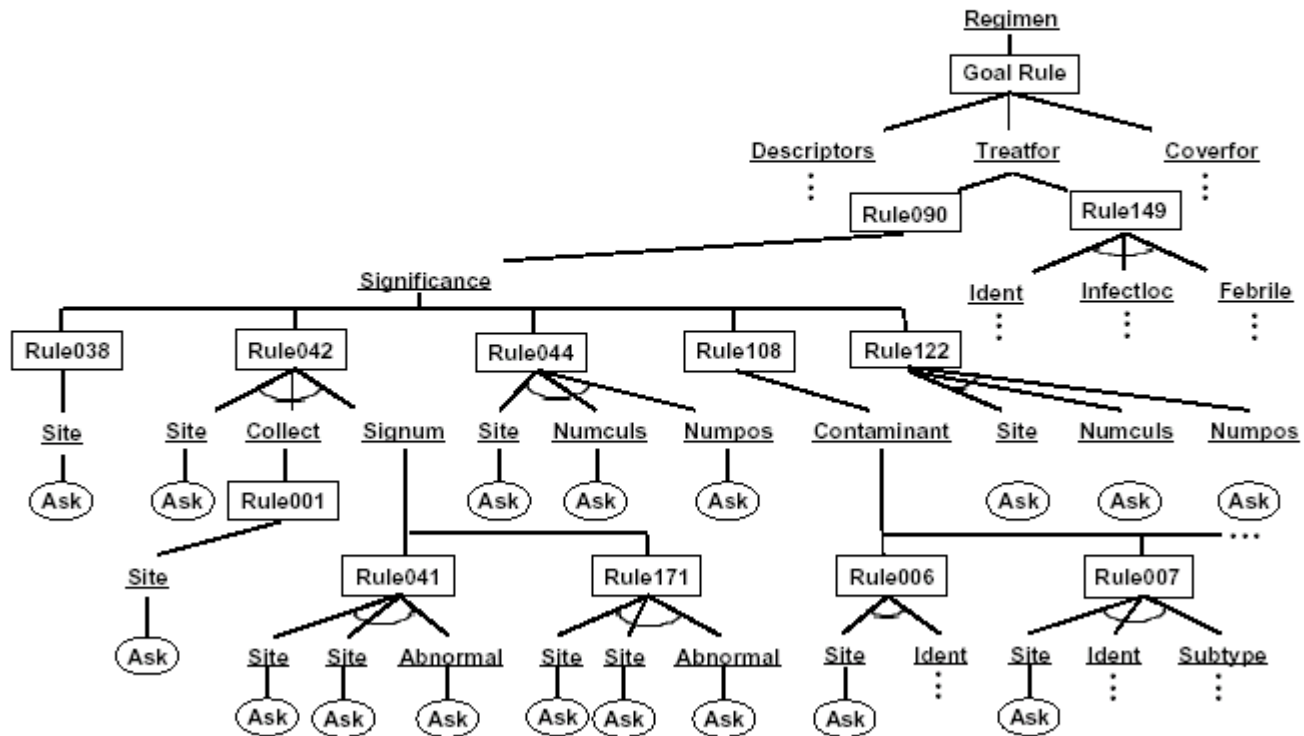 Regimen
Goal Rule
Descriptors Treatfor Coverfor
Rule090 Rule149
Significance
Ident Infectloc Febrile
Rule038 Rule042 Rule044 Rule108 Rule122
Site Site Collect Signum Site Numculs Numpos Contaminant Site Numculs Numpos
Ask Ask Rule001 Ask Ask Ask Ask Ask Ask
Site Rule041 Rule171 Rule006 Rule007
Ask Site Site Abnormal Site Site Abnormal Site Ident Site Ident Subtype
Ask Ask Ask Ask Ask Ask Ask Ask